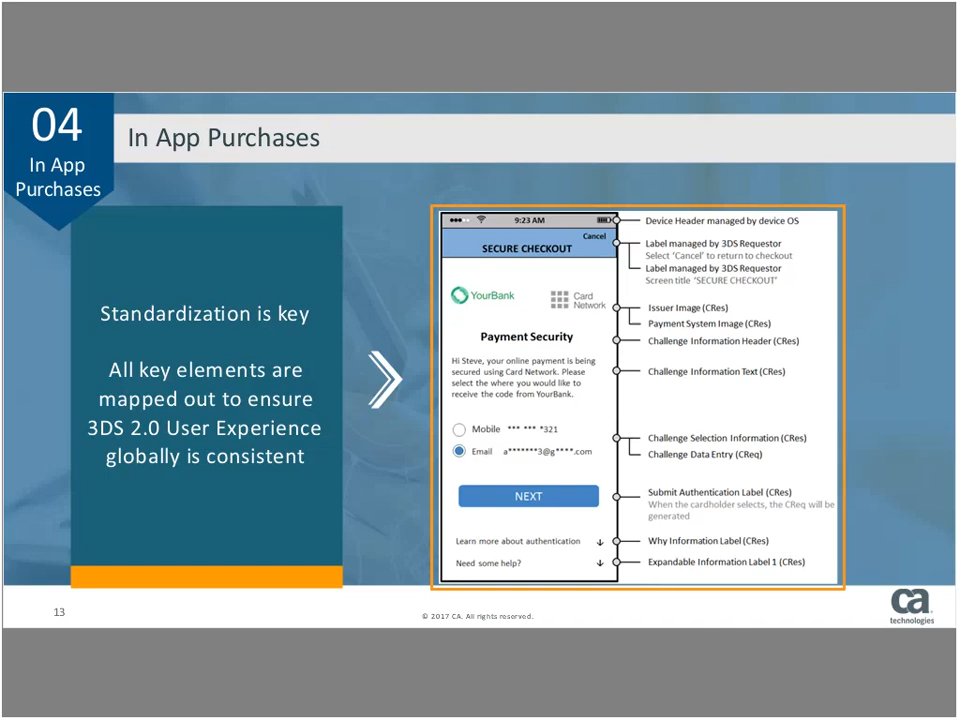 04
In App
Purchases
In App Purchases
Standardization is key
All key elements are
mapped out to ensure
3DS 2.0 User Experience
globally is consistent
9:23 AM
Cancel
SECURE CHECKOUT
YourBank
Card
Network
Payment Security
Hi Steve, your online payment is being
secured using Card Network. Please
select the where you would like to
receive the code from YourBank.
Mobile *** *** *321
Email a*******3@g****.com
NEXT
Learn more about authentication
Need some help?
Device Header managed by device OS
Label managed by 3DS Requestor
Select 'Cancel' to return to checkout
Label managed by 3DS Requestor
Screen title 'SECURE CHECKOUT'
Issuer Image (CRes)
Payment System Image (CRes)
Challenge Information Header (CRes)
Challenge Information Text (CRes)
Challenge Selection Information (CRes)
Challenge Data Entry (CReq)
Submit Authentication Label (CRes)
When the cardholder selects, the CReq will be
generated
Why Information Label (CRes)
Expandable Information Label 1 (CRes)
13
© 2017 CA. All rights reserved.
ca
technologies